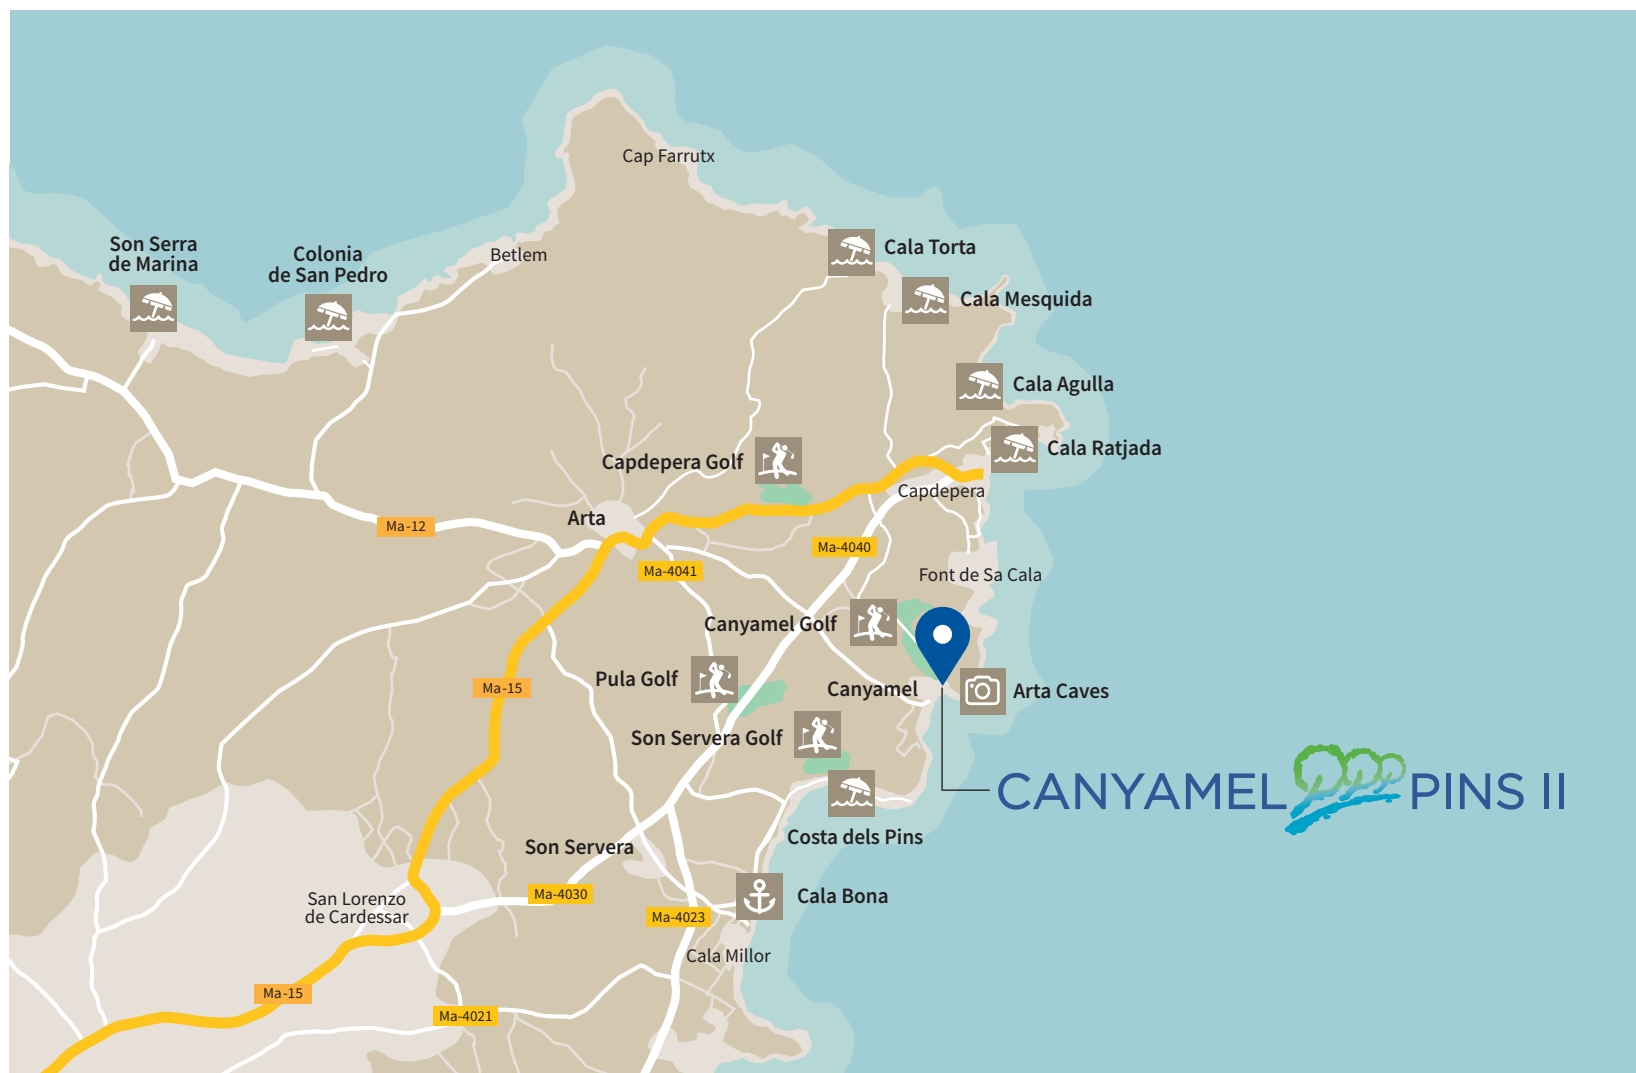 Cap Farrutx
Son Serra
de Marina
Colonia
de San Pedro
Betlem
Cala Torta
Cala Mesquida
Cala Agulla
Cala Ratjada
Capdepera Golf
Capdepera
Arta
Ma-12
Ma-4040
Ma-4041
Font de Sa Cala
Canyamel Golf
Pula Golf
Ma-15
Canyamel
Arta Caves
Son Servera Golf
CANYAMEL PINS II
Costa dels Pins
Son Servera
San Lorenzo
de Cardessar
Ma-4030
Cala Bona
Ma-4023
Cala Millor
Ma-15
Ma-4021